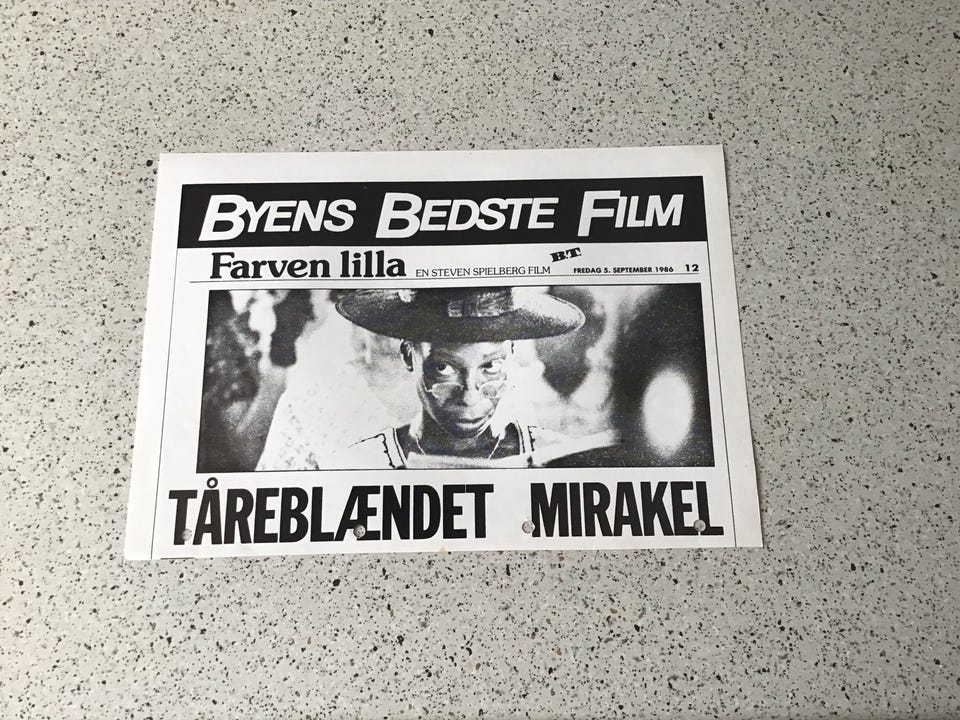 BYENS BEDSTE FILM
Farven lilla EN STEVEN SPIELBERG FILM B.T FREDAG 5. SEPTEMBER 1986 12
TÅREBLÆNDET MIRAKEL